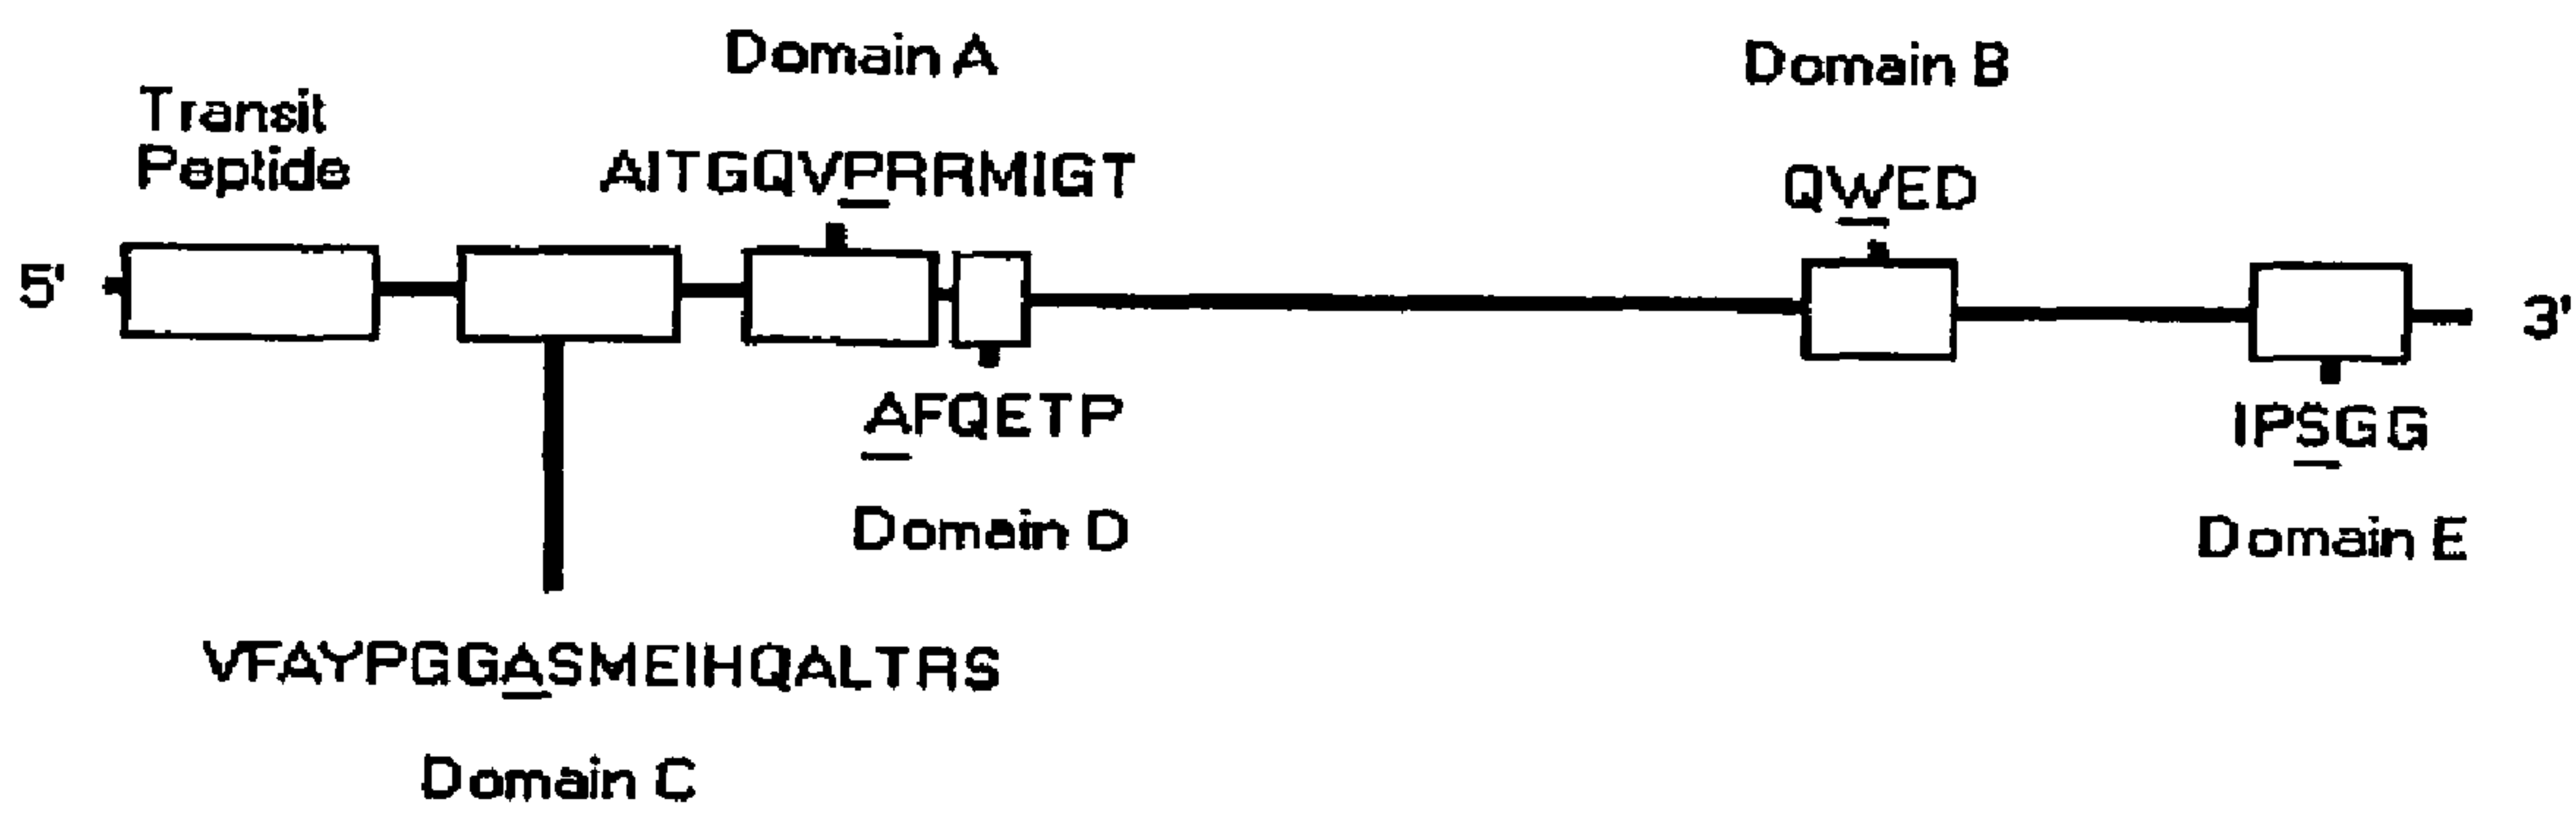 Domain A
Domain B
Transit
Peptide
AITGQVPRRMIGT
QWED
5'
3'
AFQETP
IPSGG
Domain D
Domain E
VFAYPGGASMEIHQALTRS
Domain C